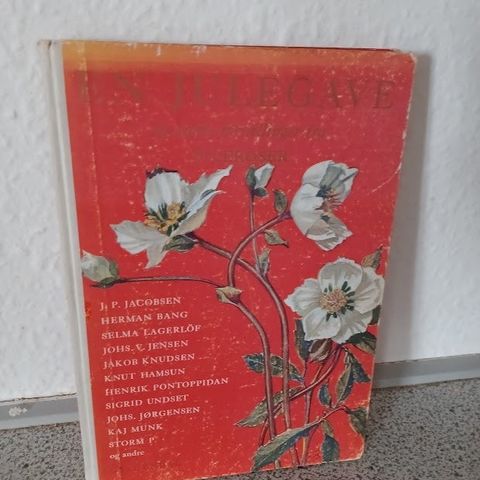 EN JULEGAVE
J. P. JACOBSEN
HERMAN BANG
SELMA LAGERLÖF
JOHS. V. JENSEN
JAKOB KNUDSEN
KNUT HAMSUN
HENRIK PONTOPPIDAN
SIGRID UNDSET
JOHS. JØRGENSEN
KAJ MUNK
STORM P.
og andre